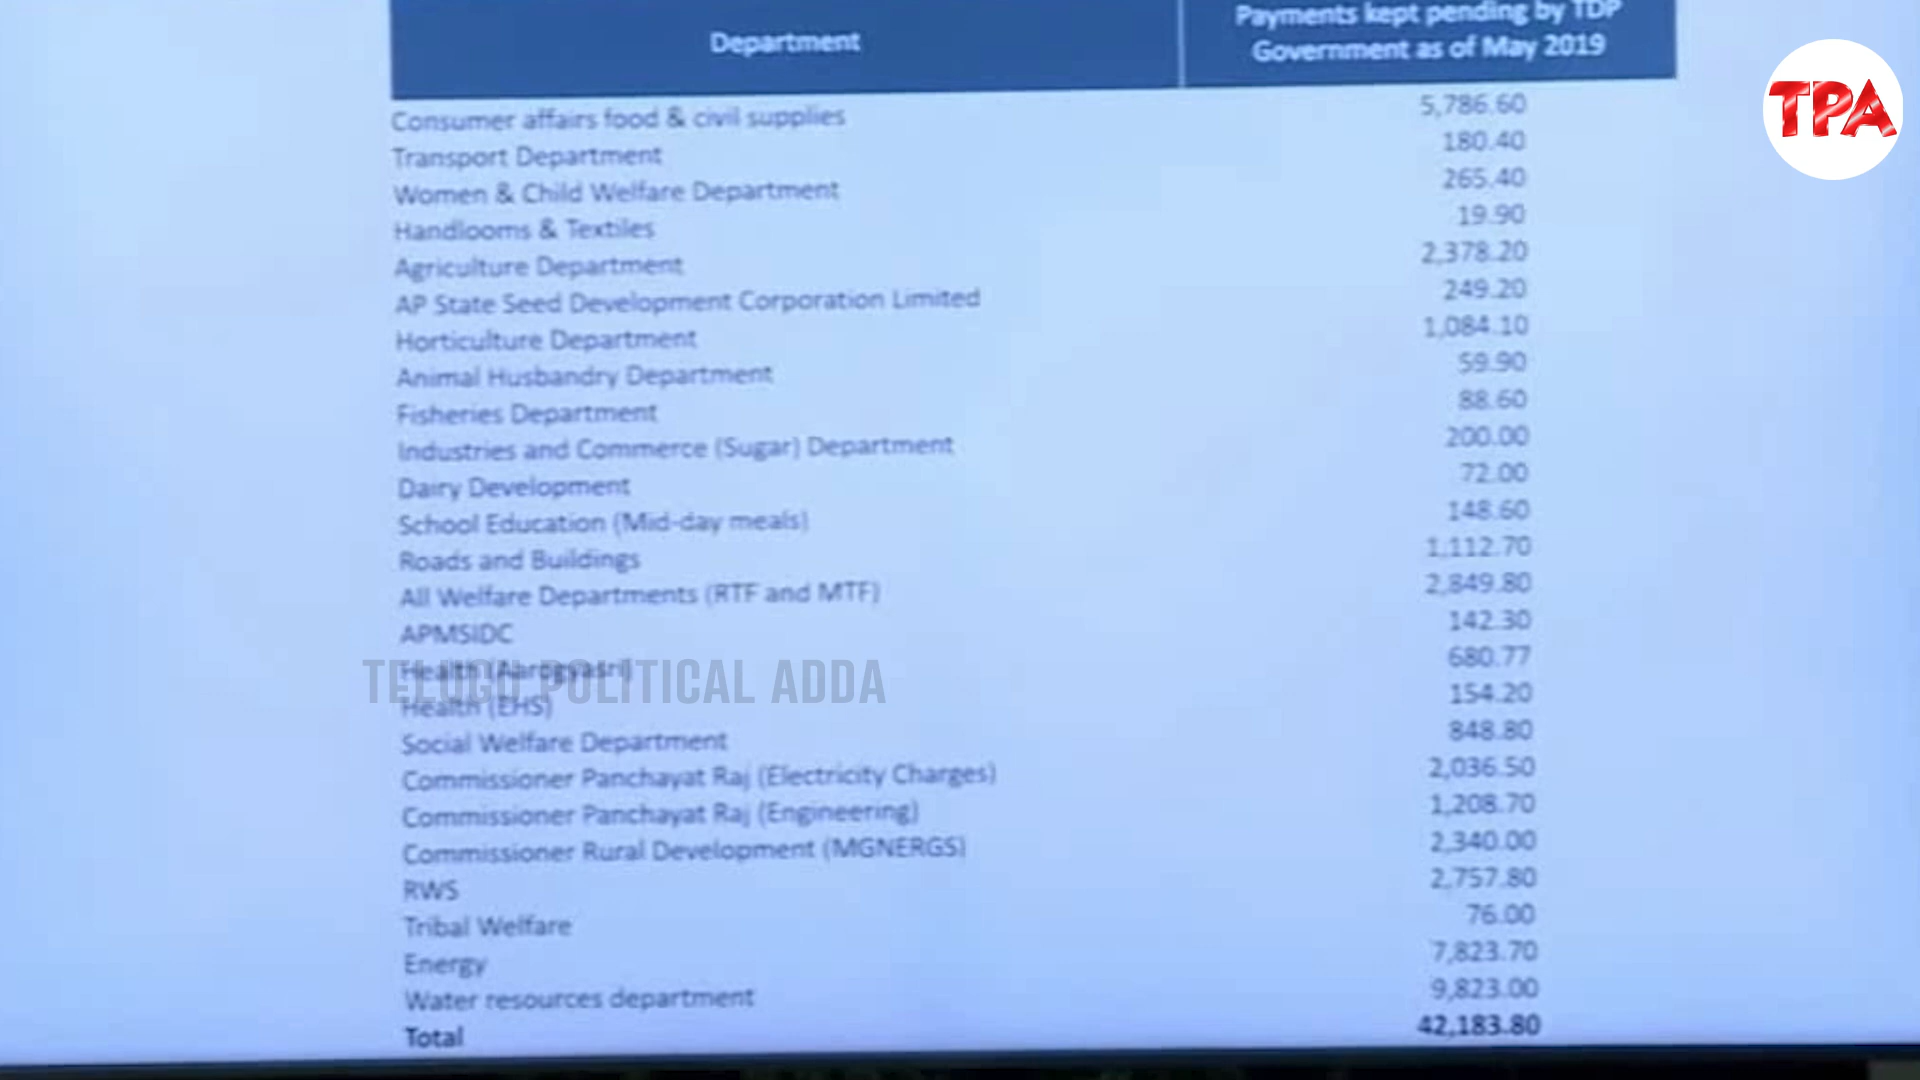 Department Payments kept pending by TDP
Government as of May 2019
TPA
Consumer affairs food & civil supplies 5,786.60
Transport Department 180.40
Women & Child Welfare Department 265.40
Handlooms & Textiles 19.90
Agriculture Department 2,378.20
AP State Seed Development Corporation Limited 249.20
Horticulture Department 1,084.10
Animal Husbandry Department 59.90
Fisheries Department 88.60
Industries and Commerce (Sugar) Department 200.00
Dairy Development 72.00
School Education (Mid-day meals) 148.60
Roads and Buildings 1,112.70
All Welfare Departments (RTF and MTF) 2,849.80
APMSIDC 142.30
Health (Aarogyasri) 680.77
TELUGU POLITICAL ADDA
Health (EHS) 154.20
Social Welfare Department 848.80
Commissioner Panchayat Raj (Electricity Charges) 2,036.50
Commissioner Panchayat Raj (Engineering) 1,208.70
Commissioner Rural Development (MGNERGS) 2,340.00
RWS 2,757.80
Tribal Welfare 76.00
Energy 7,823.70
Water resources department 9,823.00
Total 42,183.80